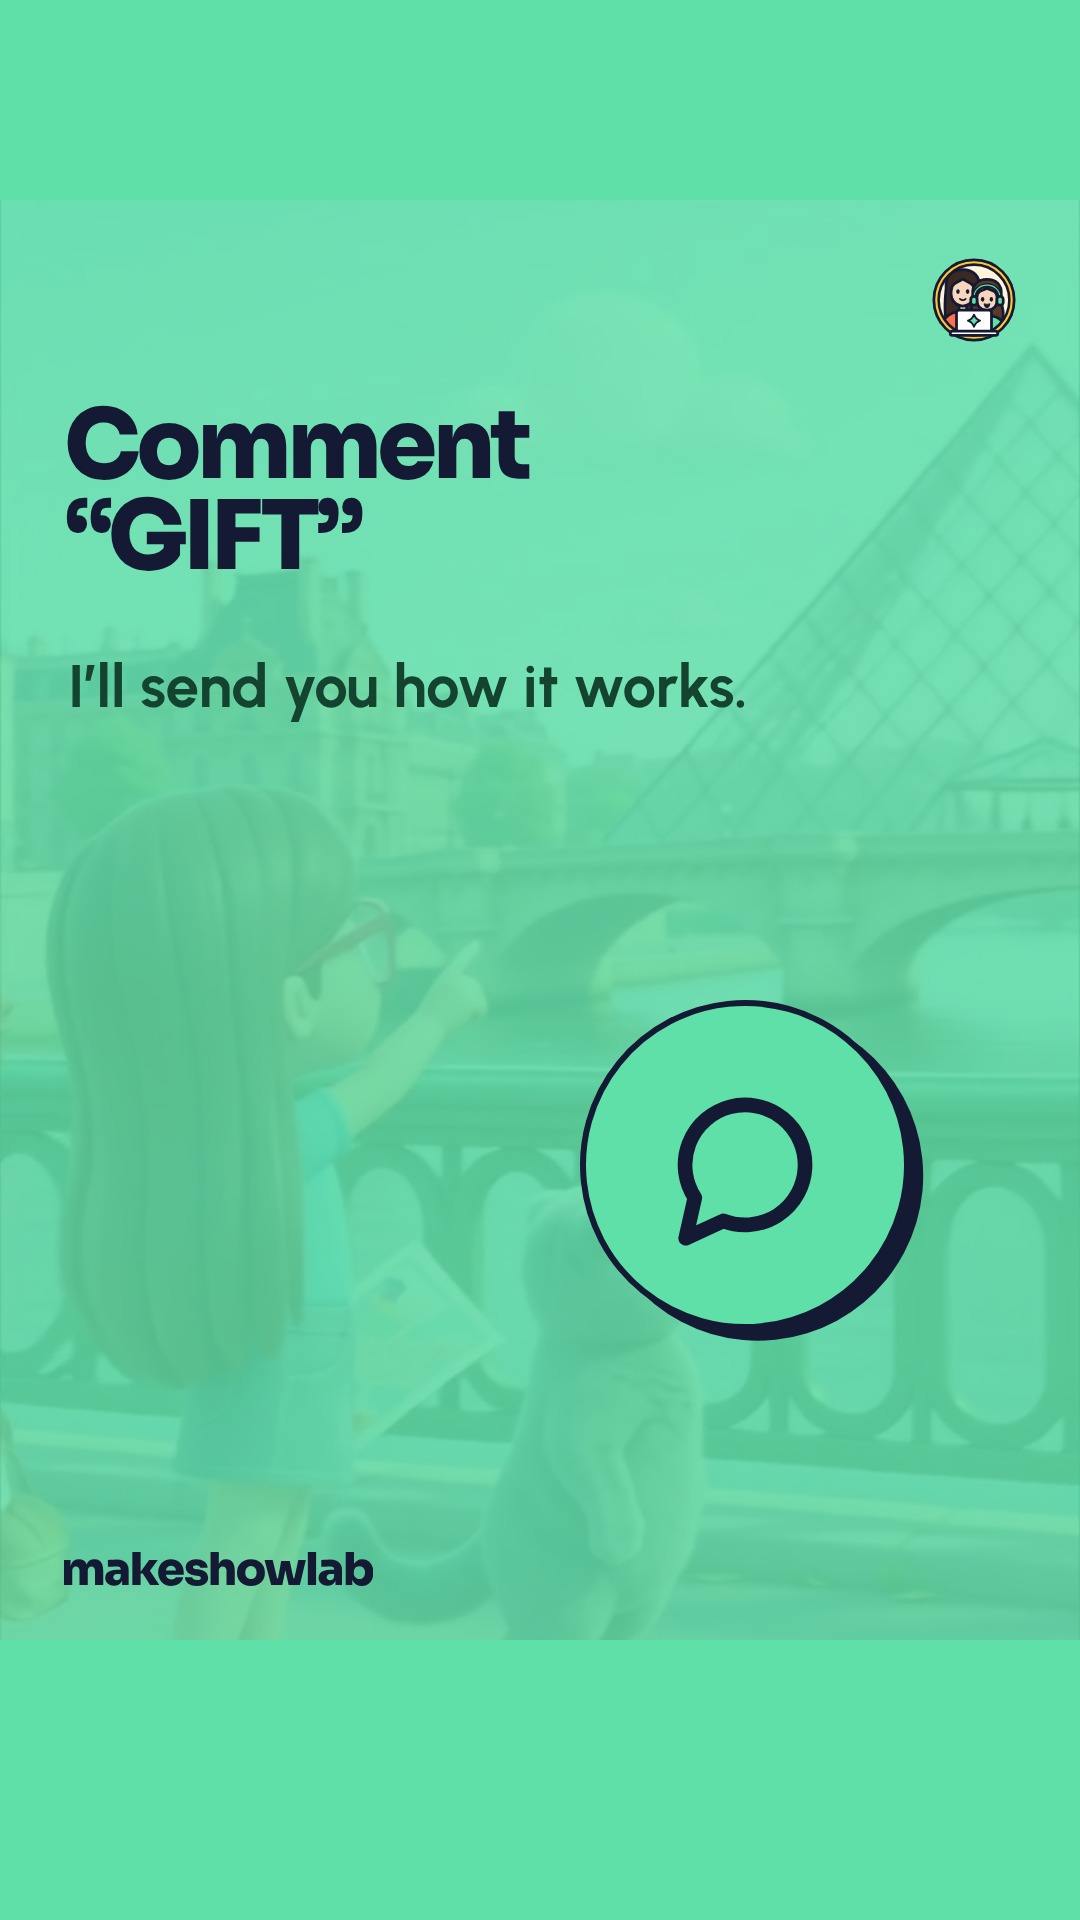 Comment
“GIFT”
I’ll send you how it works.
makeshowlab